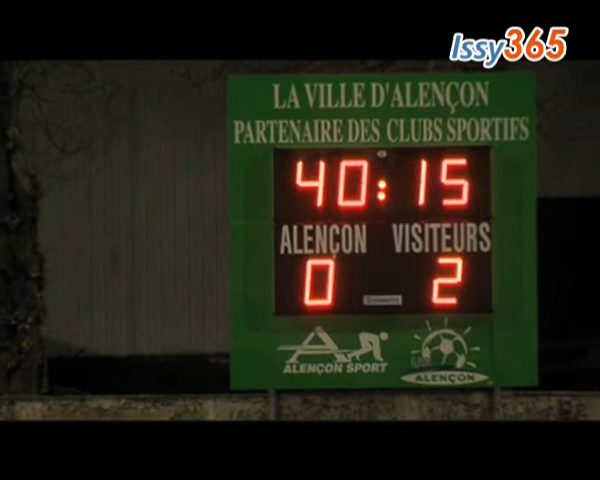 Issy365
LA VILLE D'ALENÇON
PARTENAIRE DES CLUBS SPORTIFS
40:15
ALENÇON VISITEURS
0 2
ALENÇON SPORT
ALENÇON